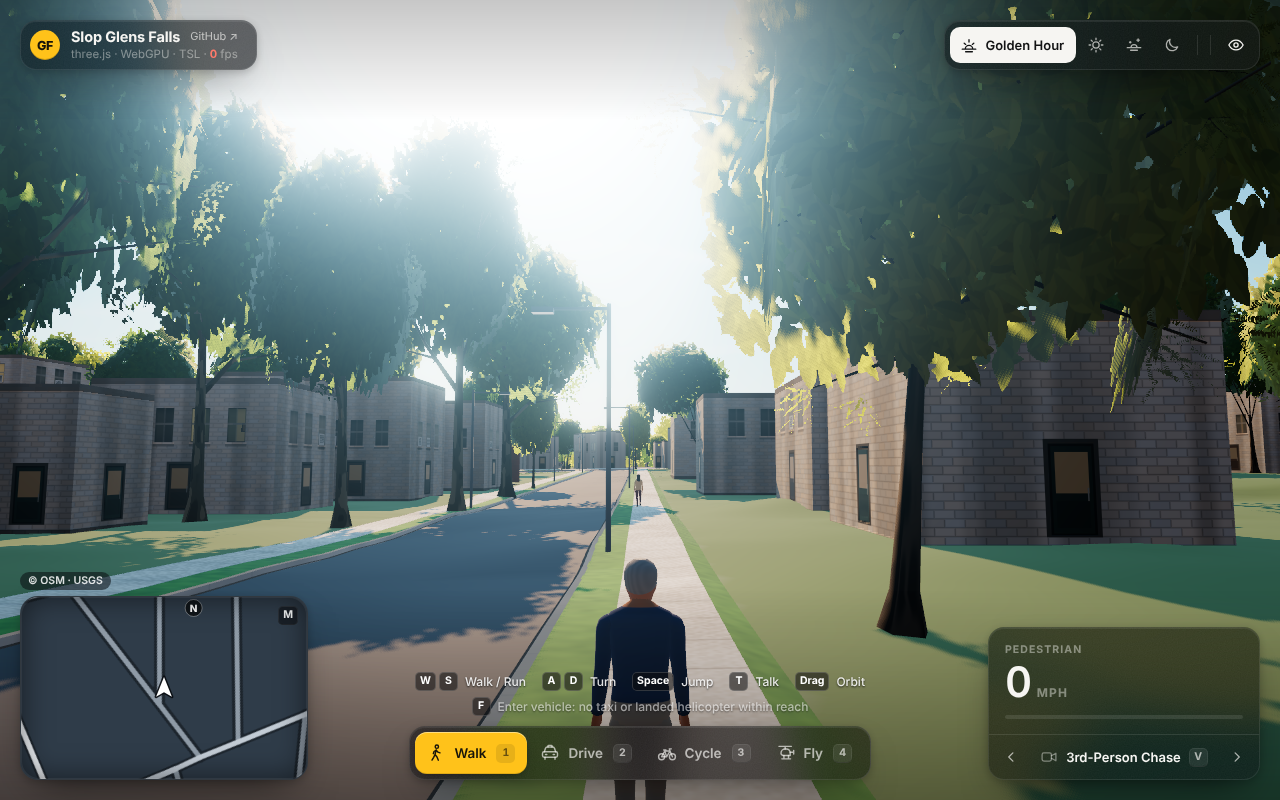 GF
Slop Glens Falls GitHub ↗
three.js · WebGPU · TSL · 0 fps
Golden Hour
© OSM · USGS
N
M
W S Walk / Run A D Turn Space Jump T Talk Drag Orbit
F Enter vehicle: no taxi or landed helicopter within reach
Walk 1 Drive 2 Cycle 3 Fly 4
PEDESTRIAN
0 MPH
3rd-Person Chase V